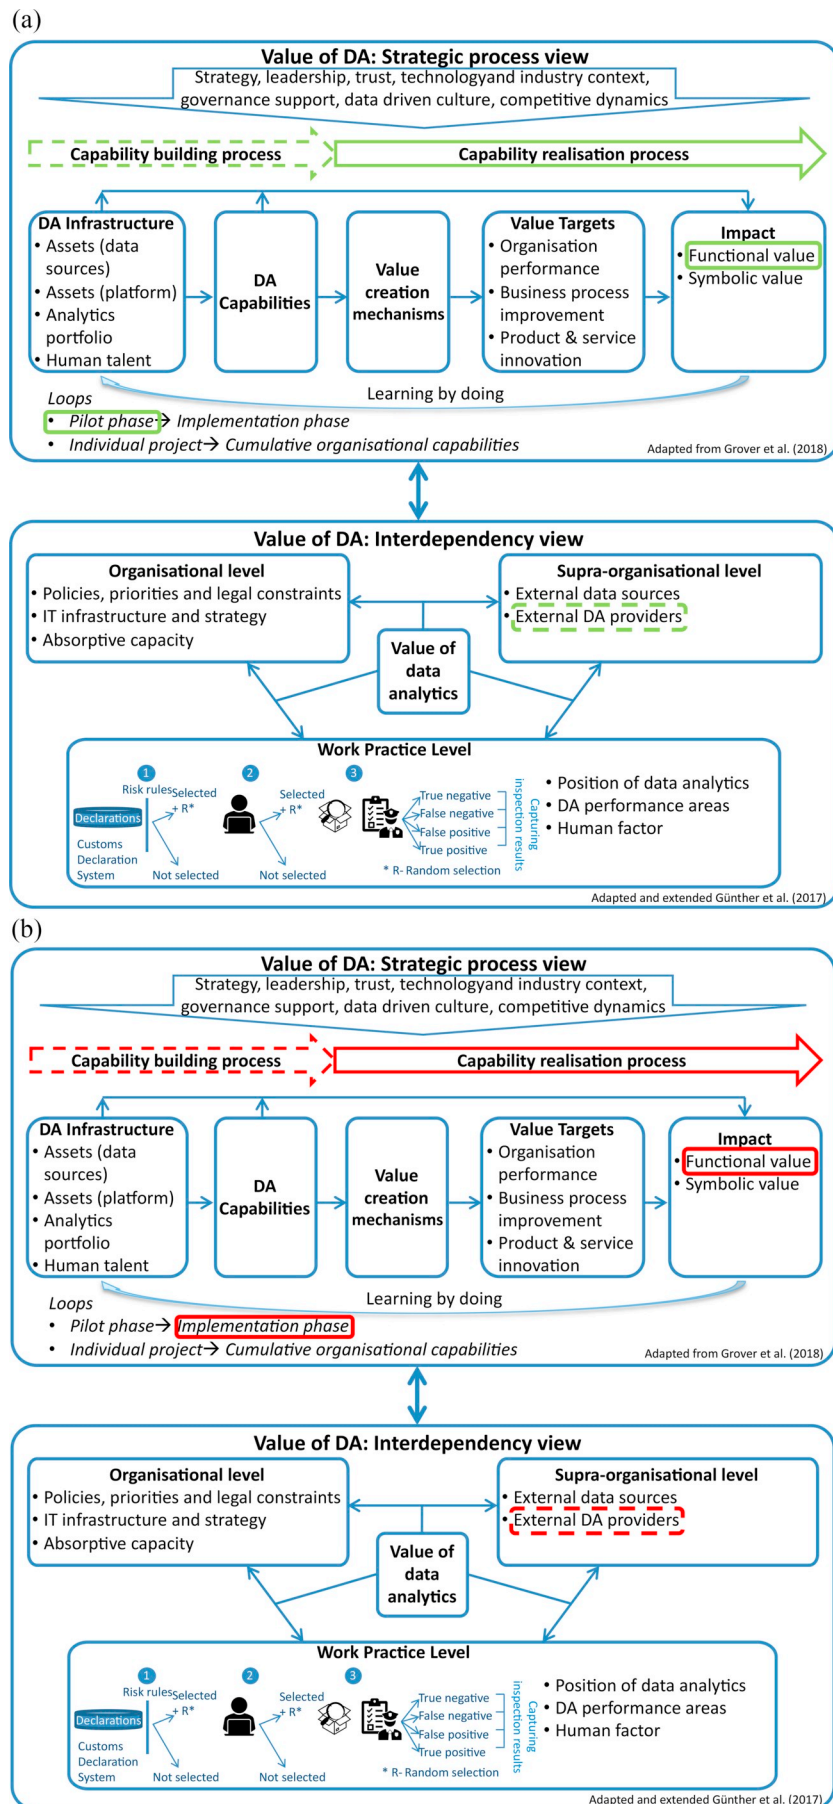 (a)
Value of DA: Strategic process view
Strategy, leadership, trust, technologyand industry context,
governance support, data driven culture, competitive dynamics
Capability building process
Capability realisation process
DA Infrastructure
• Assets (data
sources)
• Assets (platform)
• Analytics
portfolio
• Human talent
DA
Capabilities
Value
creation
mechanisms
Value Targets
• Organisation
performance
• Business process
improvement
• Product & service
innovation
Impact
• Functional value
• Symbolic value
Learning by doing
Loops
• Pilot phase→ Implementation phase
• Individual project→ Cumulative organisational capabilities
Adapted from Grover et al. (2018)
Value of DA: Interdependency view
Organisational level
• Policies, priorities and legal constraints
• IT infrastructure and strategy
• Absorptive capacity
Supra-organisational level
• External data sources
• External DA providers
Value of
data
analytics
Work Practice Level
1
2
3
Risk rules
Selected
+ R*
Declarations
Customs
Declaration
System
Not selected
Selected
+ R*
Not selected
True negative
False negative
False positive
True positive
Capturing
inspection results
* R- Random selection
• Position of data analytics
• DA performance areas
• Human factor
Adapted and extended Günther et al. (2017)
(b)
Value of DA: Strategic process view
Strategy, leadership, trust, technologyand industry context,
governance support, data driven culture, competitive dynamics
Capability building process
Capability realisation process
DA Infrastructure
• Assets (data
sources)
• Assets (platform)
• Analytics
portfolio
• Human talent
DA
Capabilities
Value
creation
mechanisms
Value Targets
• Organisation
performance
• Business process
improvement
• Product & service
innovation
Impact
• Functional value
• Symbolic value
Learning by doing
Loops
• Pilot phase→ Implementation phase
• Individual project→ Cumulative organisational capabilities
Adapted from Grover et al. (2018)
Value of DA: Interdependency view
Organisational level
• Policies, priorities and legal constraints
• IT infrastructure and strategy
• Absorptive capacity
Supra-organisational level
• External data sources
• External DA providers
Value of
data
analytics
Work Practice Level
1
2
3
Risk rules
Selected
+ R*
Declarations
Customs
Declaration
System
Not selected
Selected
+ R*
Not selected
True negative
False negative
False positive
True positive
Capturing
inspection results
* R- Random selection
• Position of data analytics
• DA performance areas
• Human factor
Adapted and extended Günther et al. (2017)